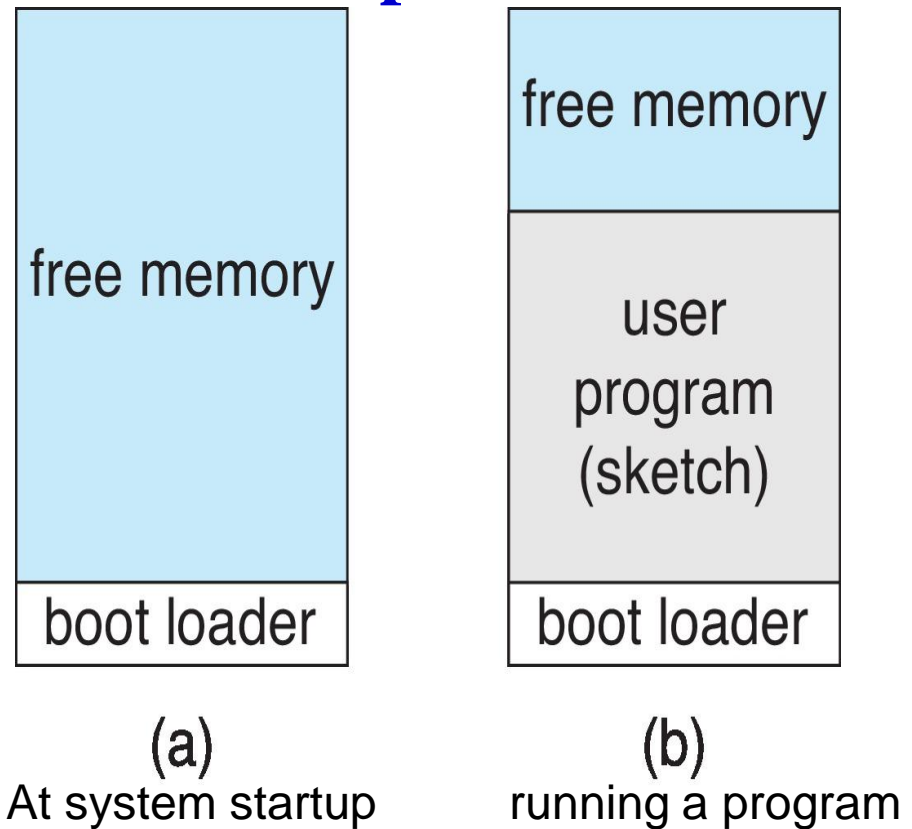 free memory
boot loader
(a)
At system startup
free memory
user
program
(sketch)
boot loader
(b)
running a program